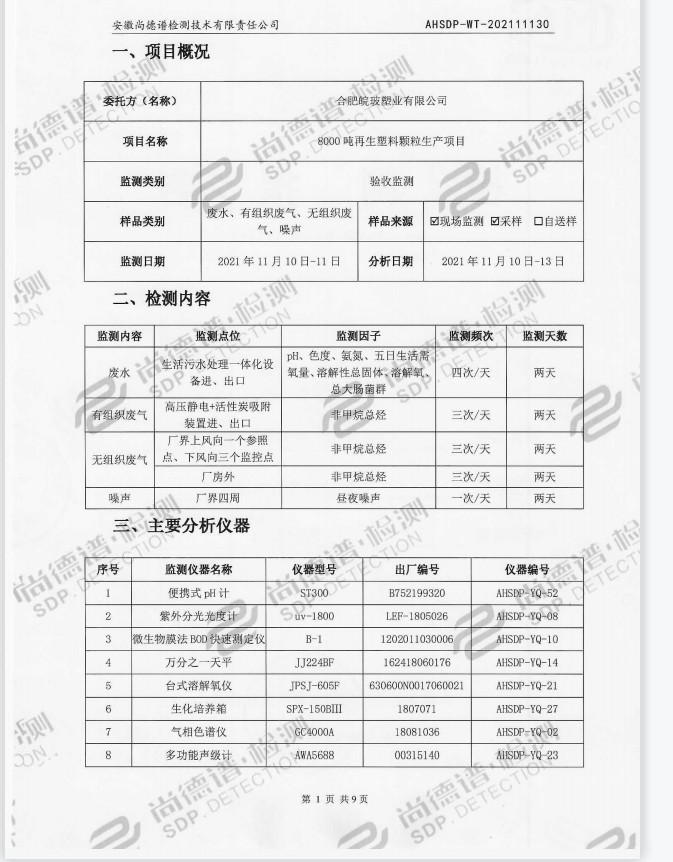 安徽尚德谱检测技术有限责任公司 AHSDP-WT-202111130
一、项目概况
委托方（名称） 合肥皖玻塑业有限公司
项目名称 8000 吨再生塑料颗粒生产项目
监测类别 验收监测
样品类别 废水、有组织废气、无组织废气、噪声 样品来源 ☑现场监测 ☑采样 ☐自送样
监测日期 2021 年 11 月 10 日-11 日 分析日期 2021 年 11 月 10 日-13 日
二、检测内容
监测内容 监测点位 监测因子 监测频次 监测天数
废水 生活污水处理一体化设备进、出口 pH、色度、氨氮、五日生活需氧量、溶解性总固体、溶解氧、总大肠菌群 四次/天 两天
有组织废气 高压静电+活性炭吸附装置进、出口 非甲烷总烃 三次/天 两天
无组织废气 厂界上风向一个参照点、下风向三个监控点 非甲烷总烃 三次/天 两天
厂房外 非甲烷总烃 三次/天 两天
噪声 厂界四周 昼夜噪声 一次/天 两天
三、主要分析仪器
序号 监测仪器名称 仪器型号 出厂编号 仪器编号
1 便携式 pH 计 ST300 B752199320 AHSDP-YQ-52
2 紫外分光光度计 uv-1800 LEF-1805026 AHSDP-YQ-08
3 微生物膜法 BOD 快速测定仪 B-1 1202011030006 AHSDP-YQ-10
4 万分之一天平 JJ224BF 162418060176 AHSDP-YQ-14
5 台式溶解氧仪 JPSJ-605F 630600N0017060021 AHSDP-YQ-21
6 生化培养箱 SPX-150BIII 1807071 AHSDP-YQ-27
7 气相色谱仪 GC4000A 18081036 AHSDP-YQ-02
8 多功能声级计 AWA5688 00315140 AHSDP-YQ-23
第 1 页 共 9 页
尚德谱·检测
SDP.DETECTION